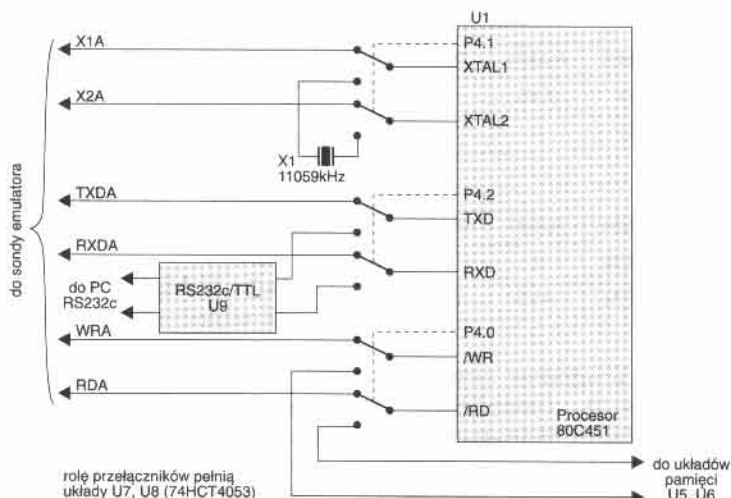 U1
X1A
P4.1
XTAL1
X2A
XTAL2
X1
11059kHz
do sondy emulatora
TXDA
P4.2
TXD
RXDA
RXD
do PC
RS232c
RS232c/TTL
U9
WRA
P4.0
/WR
RDA
/RD
Procesor
80C451
rolę przełączników pełnią
układy U7, U8 (74HCT4053)
do układów
pamięci
U5, U6